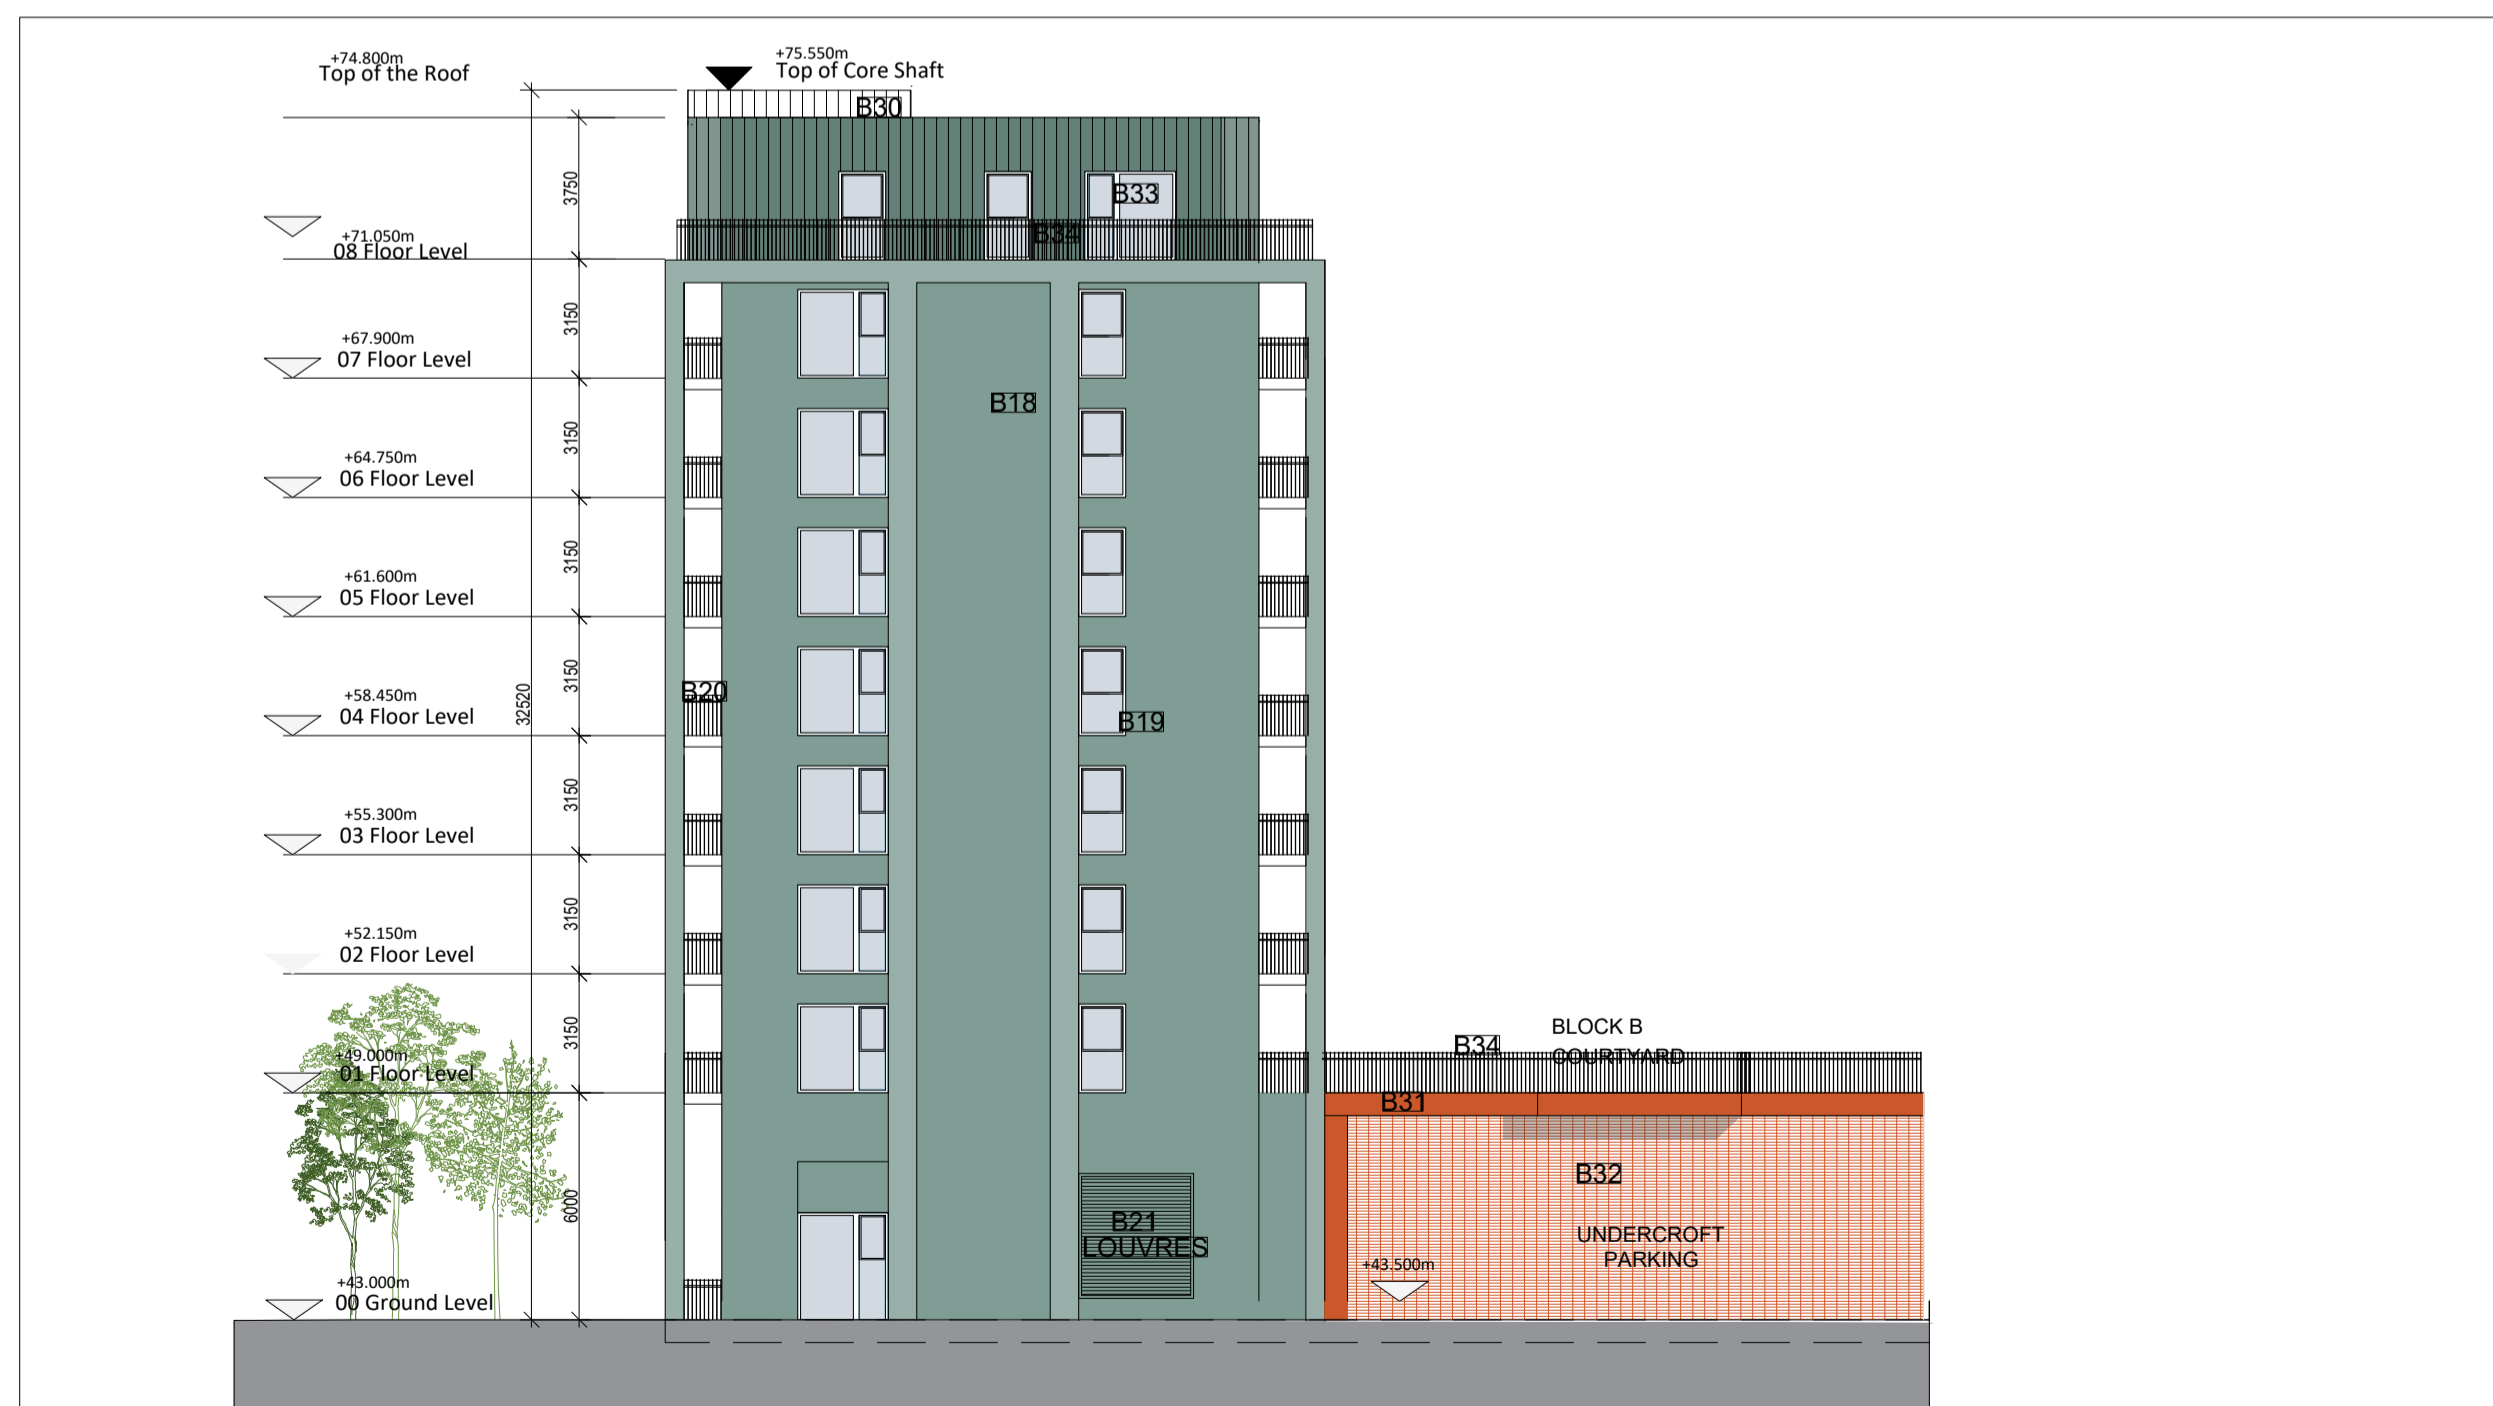 +74.800m
Top of the Roof
+75.550m
Top of Core Shaft
B30
3750
B33
B34
+71.050m
08 Floor Level
3150
+67.900m
07 Floor Level
B18
3150
+64.750m
06 Floor Level
3150
+61.600m
05 Floor Level
3150
32520
B20
+58.450m
04 Floor Level
B19
3150
+55.300m
03 Floor Level
3150
+52.150m
02 Floor Level
3150
BLOCK B
COURTYARD
B34
+49.000m
01 Floor Level
B31
B32
6000
B21
LOUVRES
UNDERCROFT
PARKING
+43.500m
+43.000m
00 Ground Level